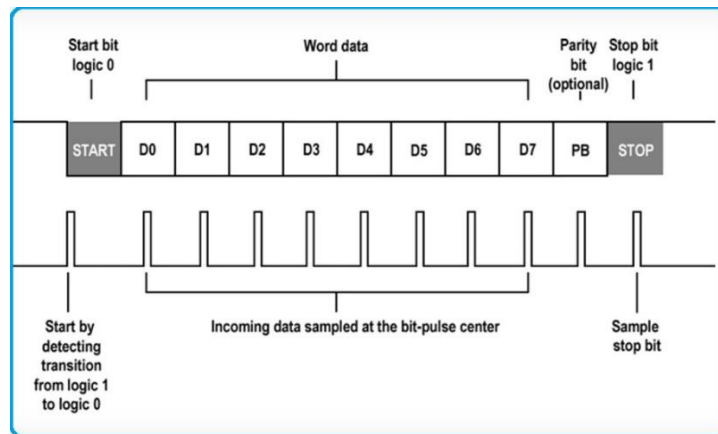 Start bit
logic 0
Word data
Parity
bit
(optional)
Stop bit
logic 1
START D0 D1 D2 D3 D4 D5 D6 D7 PB STOP
Start by
detecting
transition
from logic 1
to logic 0
Incoming data sampled at the bit-pulse center
Sample
stop bit